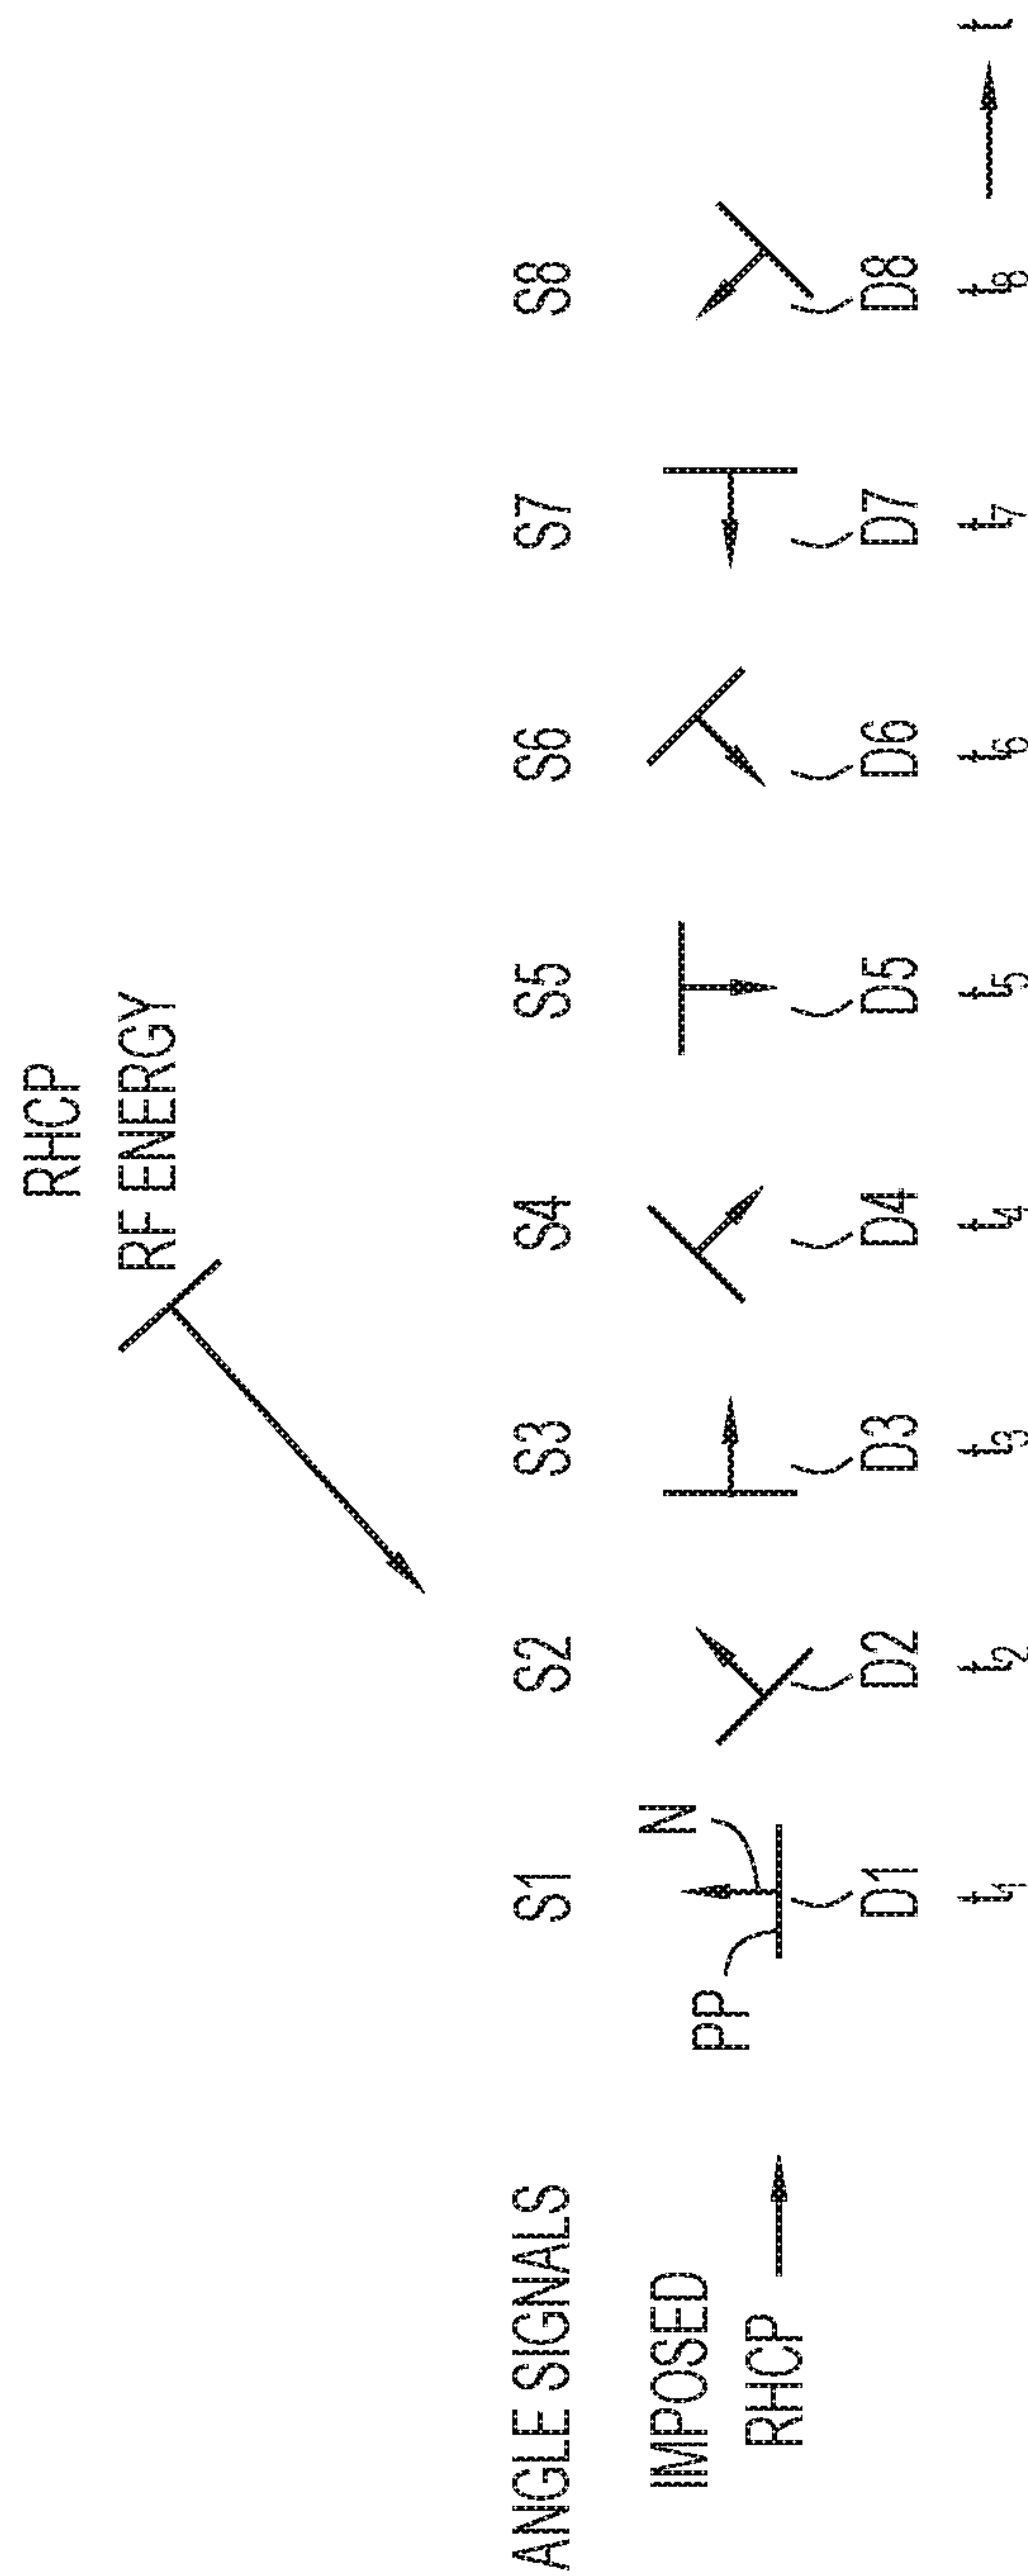 RHCP
RF ENERGY
ANGLE SIGNALS S1 S2 S3 S4 S5 S6 S7 S8
IMPOSED
RHCP
PP
N
D1 D2 D3 D4 D5 D6 D7 D8
t1 t2 t3 t4 t5 t6 t7 t8 t